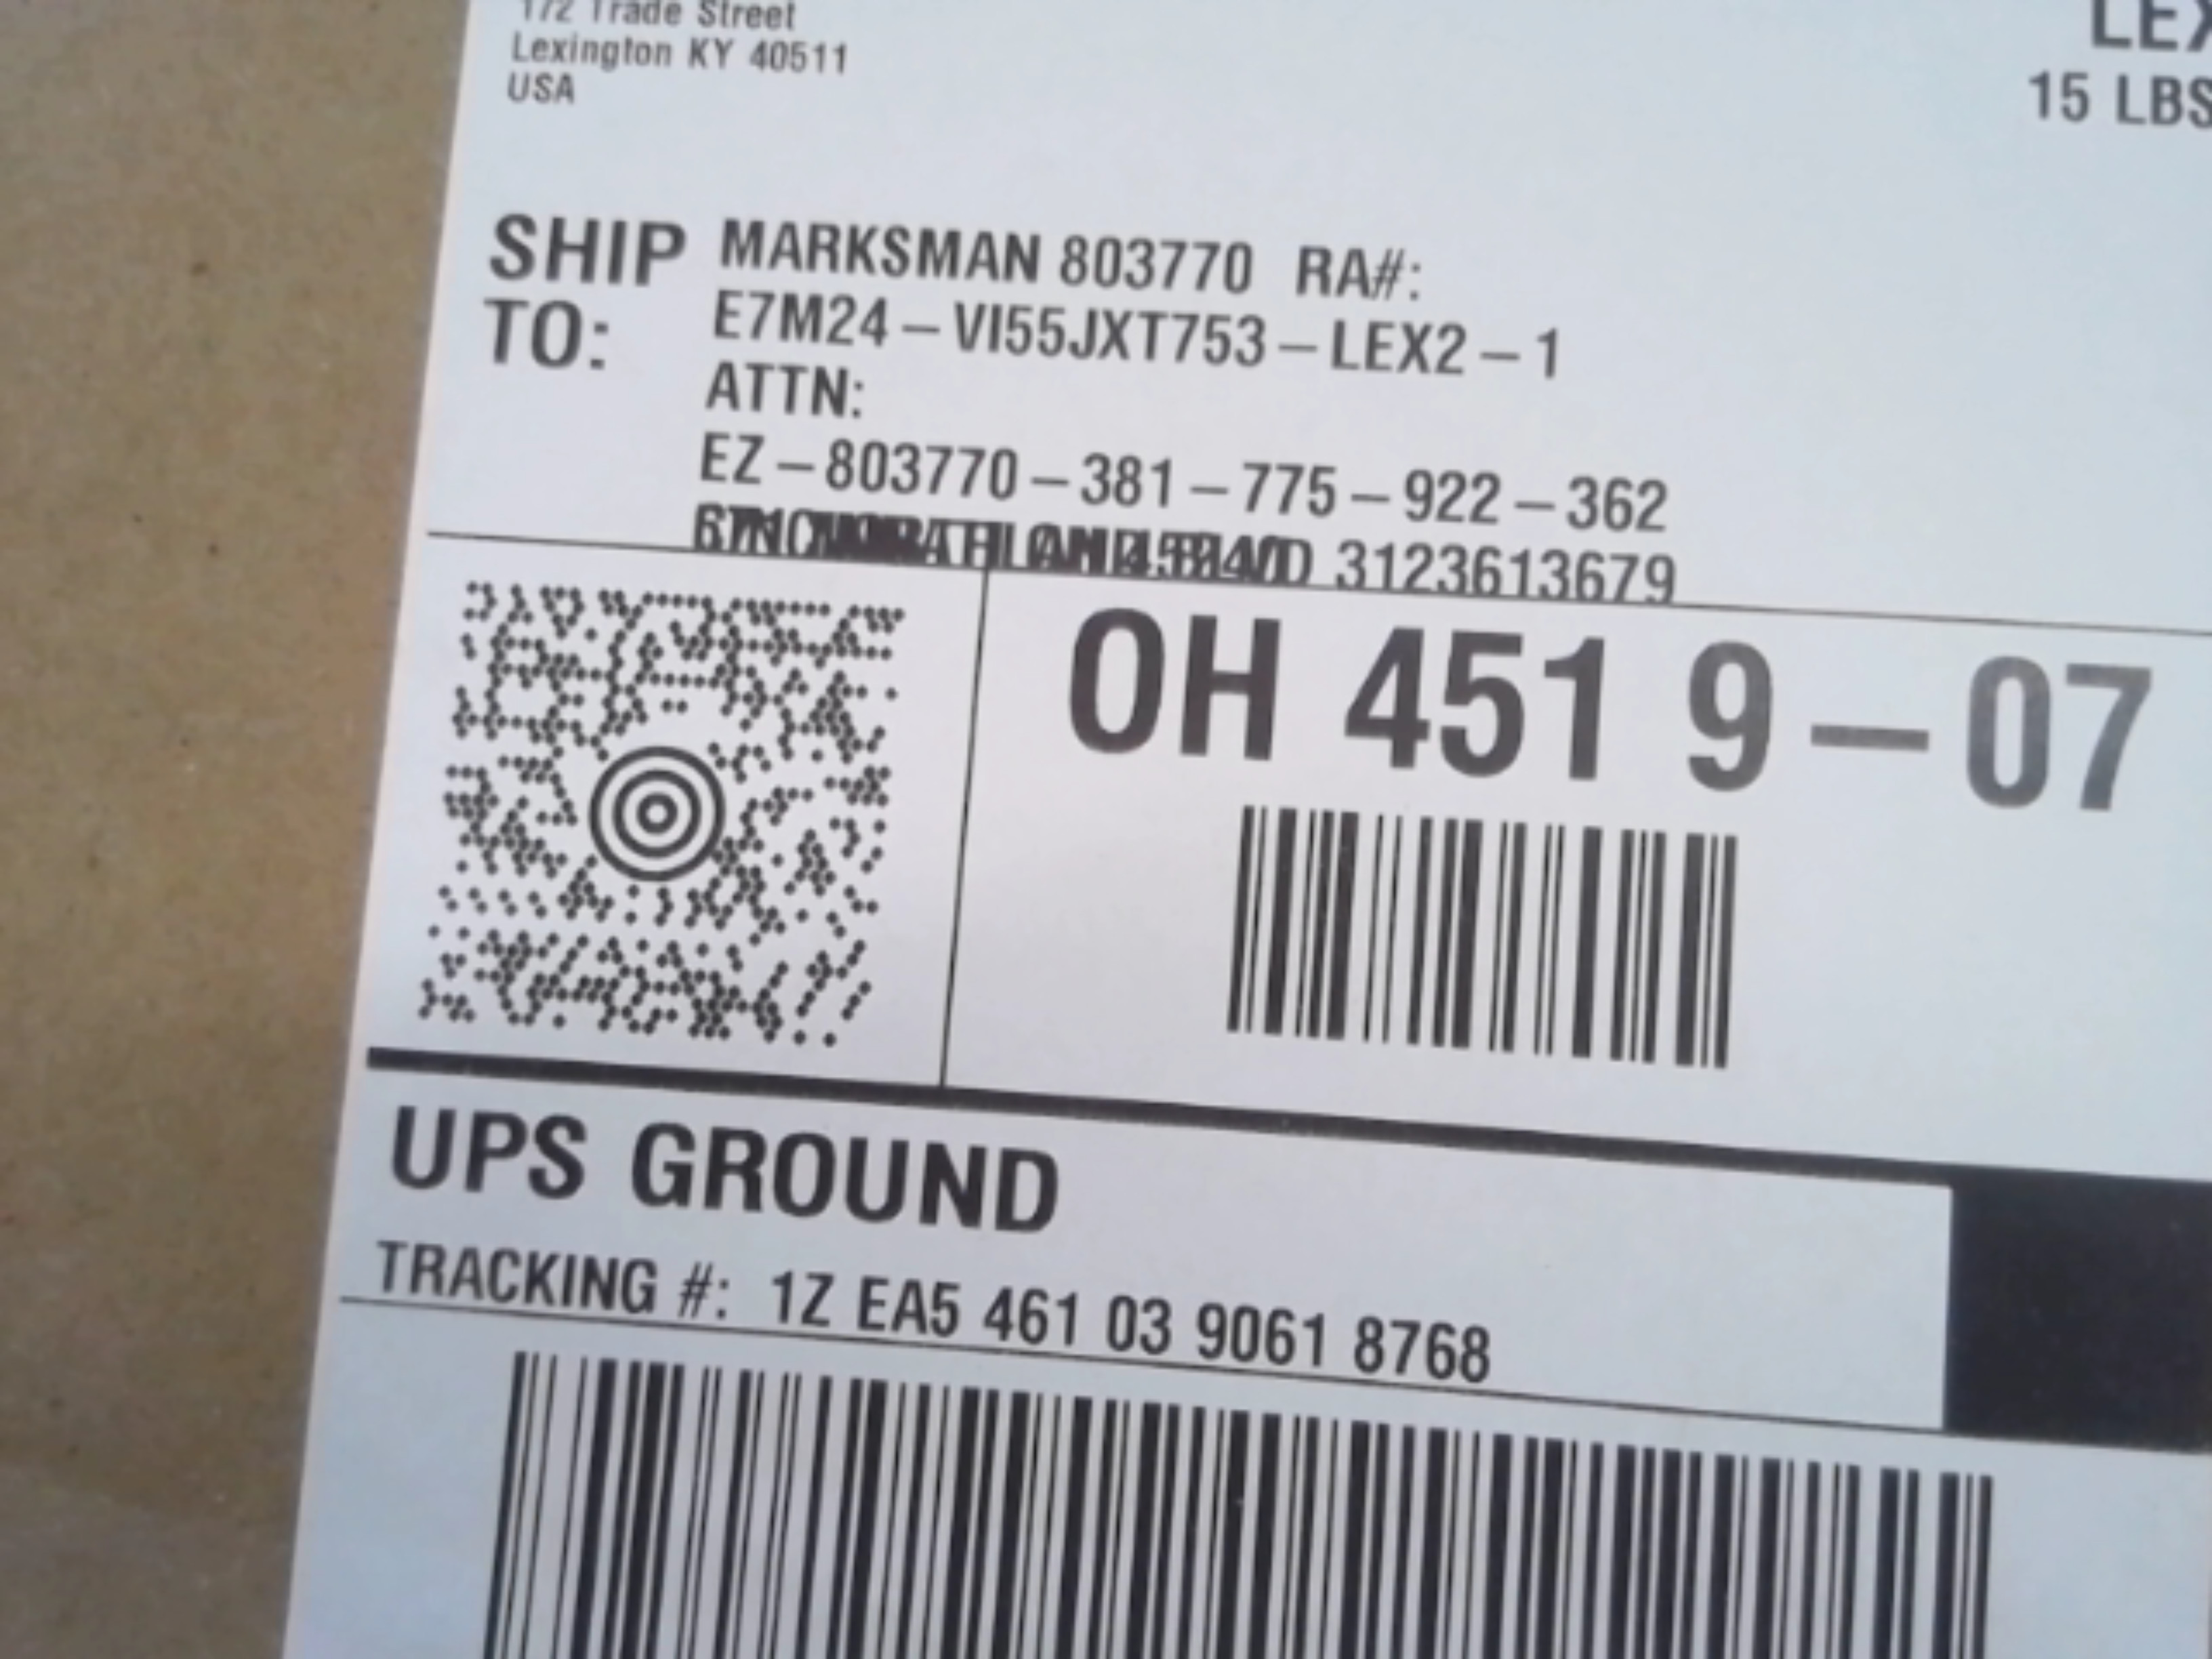 172 Trade Street
Lexington KY 40511
USA
15 LBS
SHIP TO:
MARKSMAN 803770 RA#:
E7M24-VI55JXT753-LEX2-1
ATTN:
EZ-803770-381-775-922-362
3123613679
OH 451 9-07
UPS GROUND
TRACKING #: 1Z EA5 461 03 9061 8768